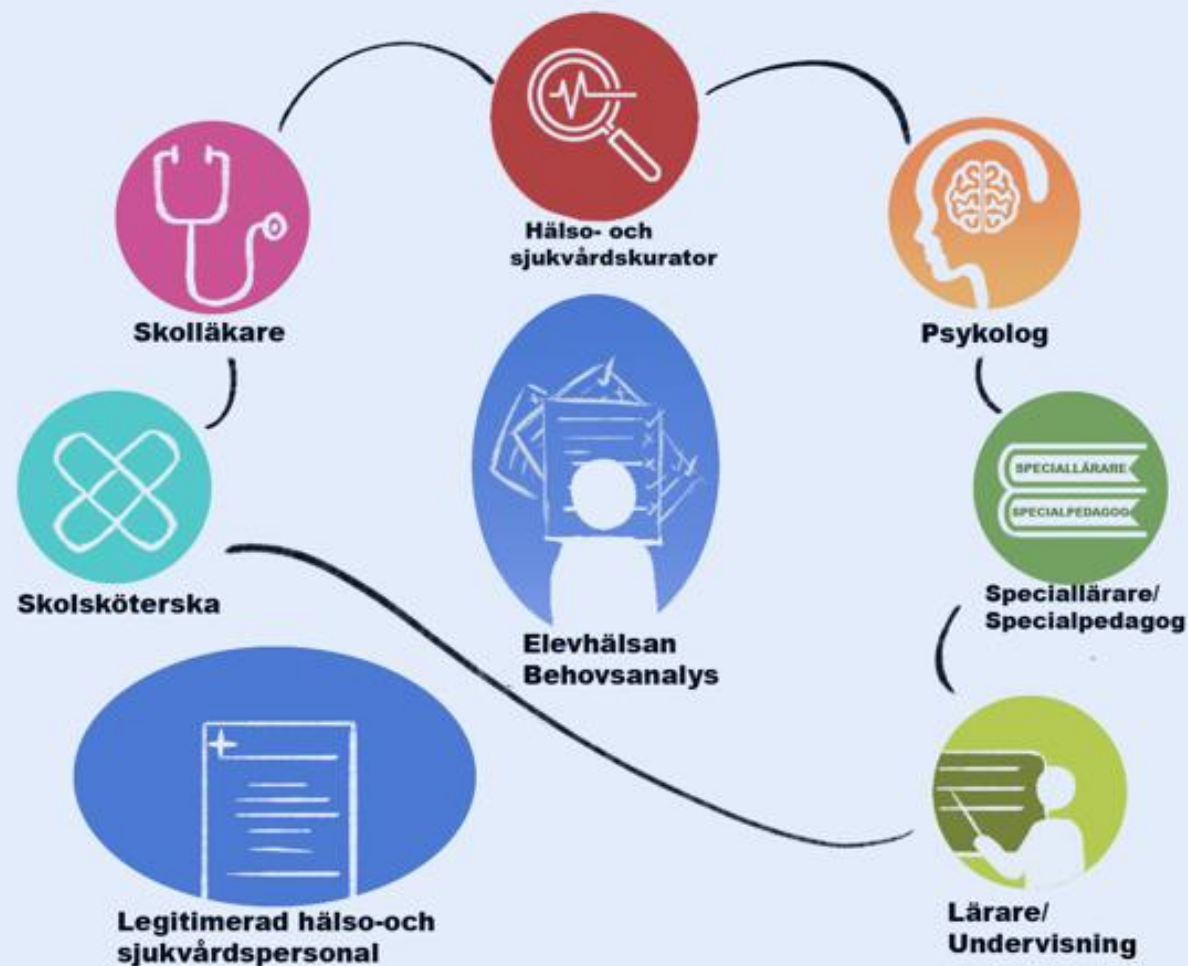 Hälso- och
sjukvårdskurator
Skolläkare
Psykolog
SPECIALLÄRARE
SPECIALPEDAGOG
Skolsköterska
Speciallärare/
Specialpedagog
Elevhälsan
Behovsanalys
Legitimerad hälso-och
sjukvårdspersonal
Lärare/
Undervisning